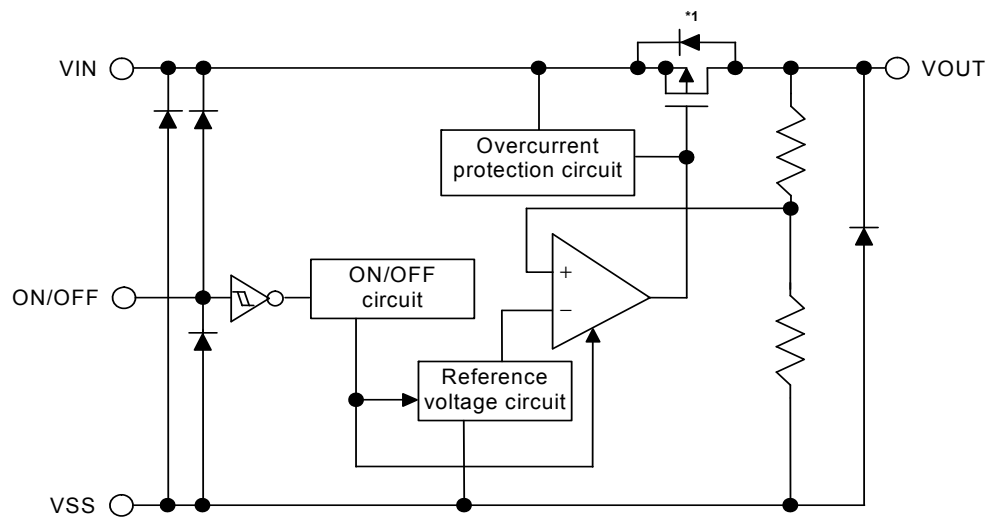 *1
VIN
VOUT
Overcurrent
protection circuit
+
−
ON/OFF
ON/OFF
circuit
Reference
voltage circuit
VSS